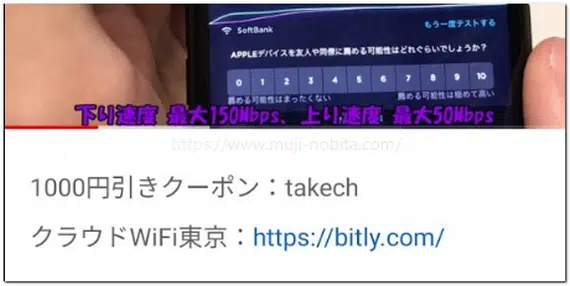 SoftBank
もう一度テストする
APPLEデバイスを友人や同僚に薦める可能性はどれぐらいでしょうか?
0 1 2 3 4 5 6 7 8 9 10
薦める可能性はまったくない 薦める可能性は極めて高い
下り速度 最大150Mbps、上り速度 最大50Mbps
https://www.muji-nobita.com/
1000円引きクーポン：takech
クラウドWiFi東京：https://bitly.com/